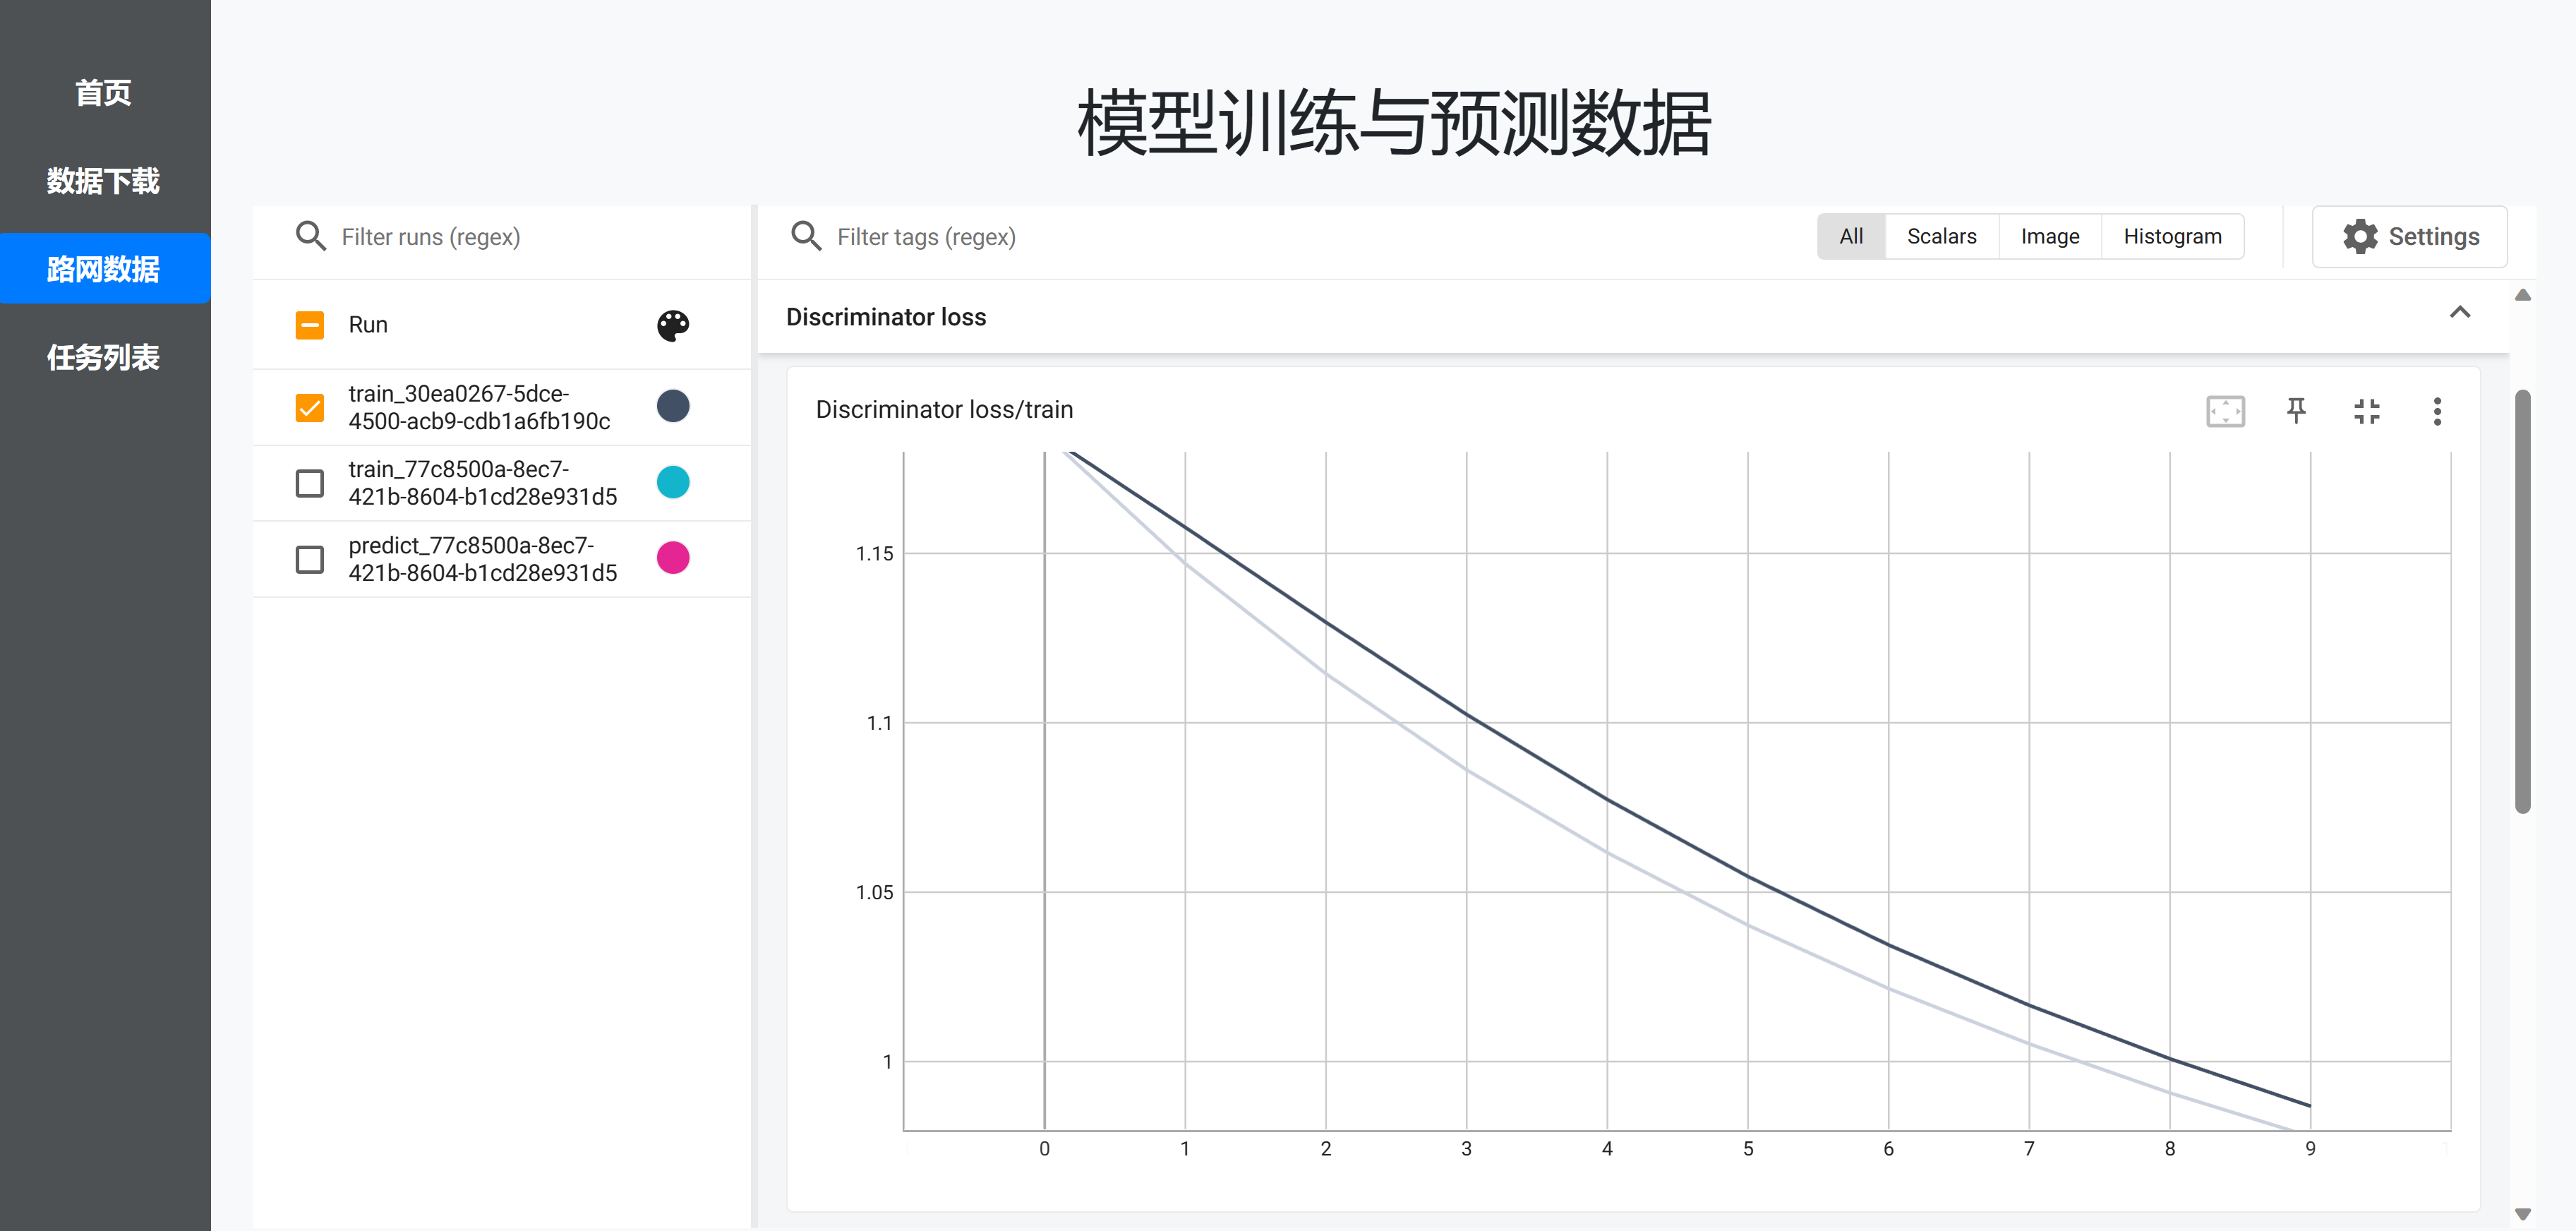 首页
数据下载
路网数据
任务列表
模型训练与预测数据
Filter runs (regex)
Filter tags (regex)
All Scalars Image Histogram
Settings
Run
train_30ea0267-5dce-
4500-acb9-cdb1a6fb190c
train_77c8500a-8ec7-
421b-8604-b1cd28e931d5
predict_77c8500a-8ec7-
421b-8604-b1cd28e931d5
Discriminator loss
Discriminator loss/train
1.15
1.1
1.05
1
0 1 2 3 4 5 6 7 8 9